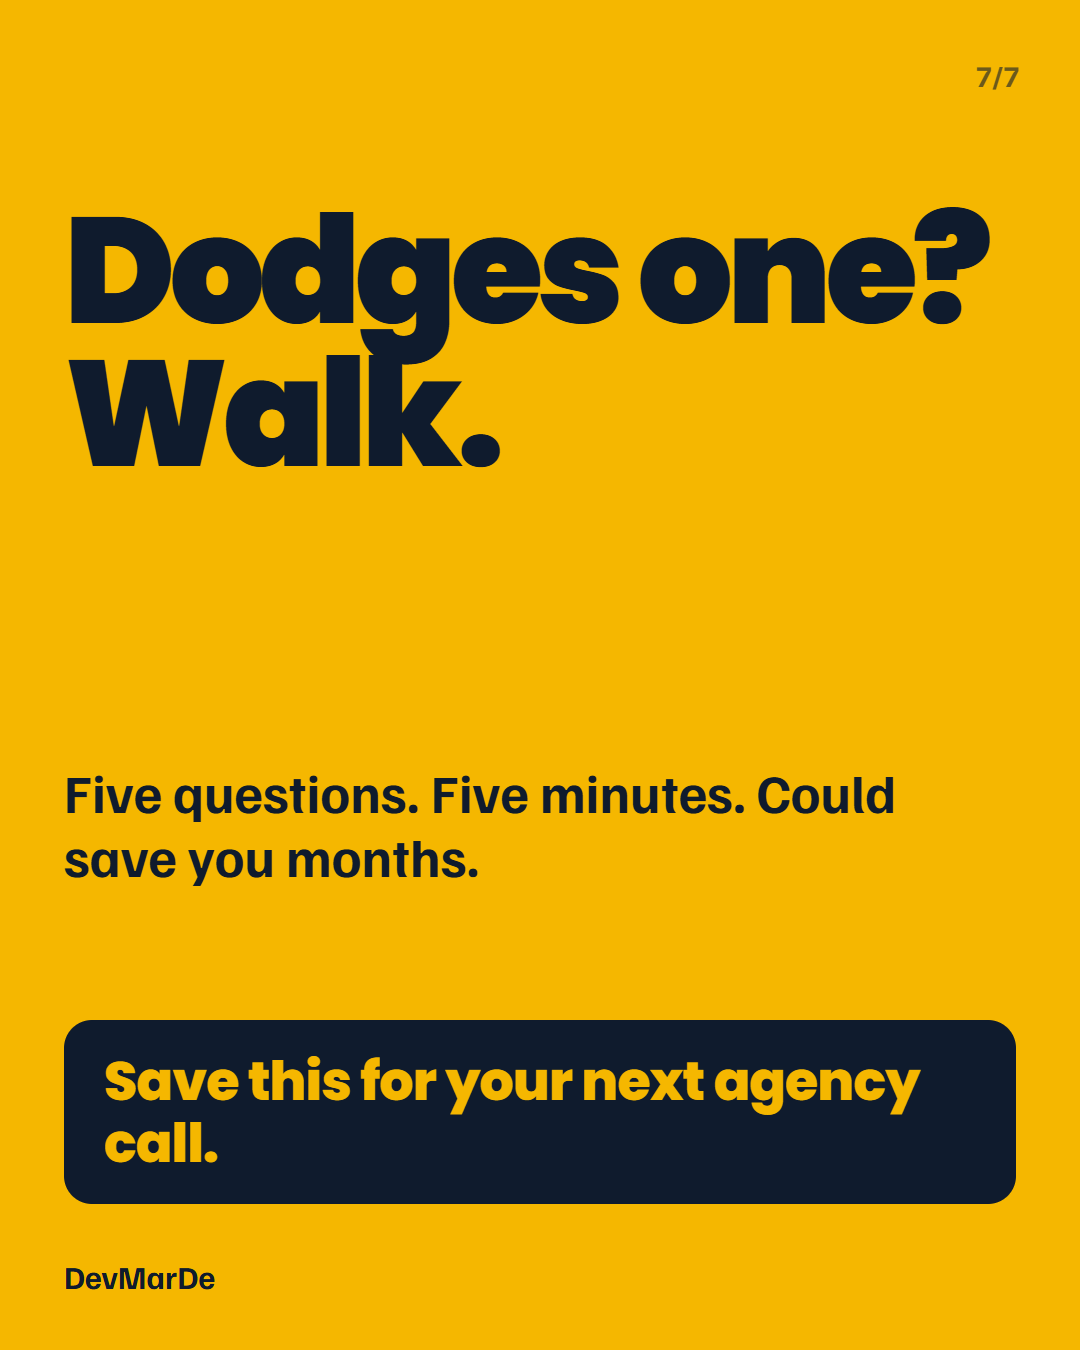 7/7
Dodges one?
Walk.
Five questions. Five minutes. Could
save you months.
Save this for your next agency
call.
DevMarDe